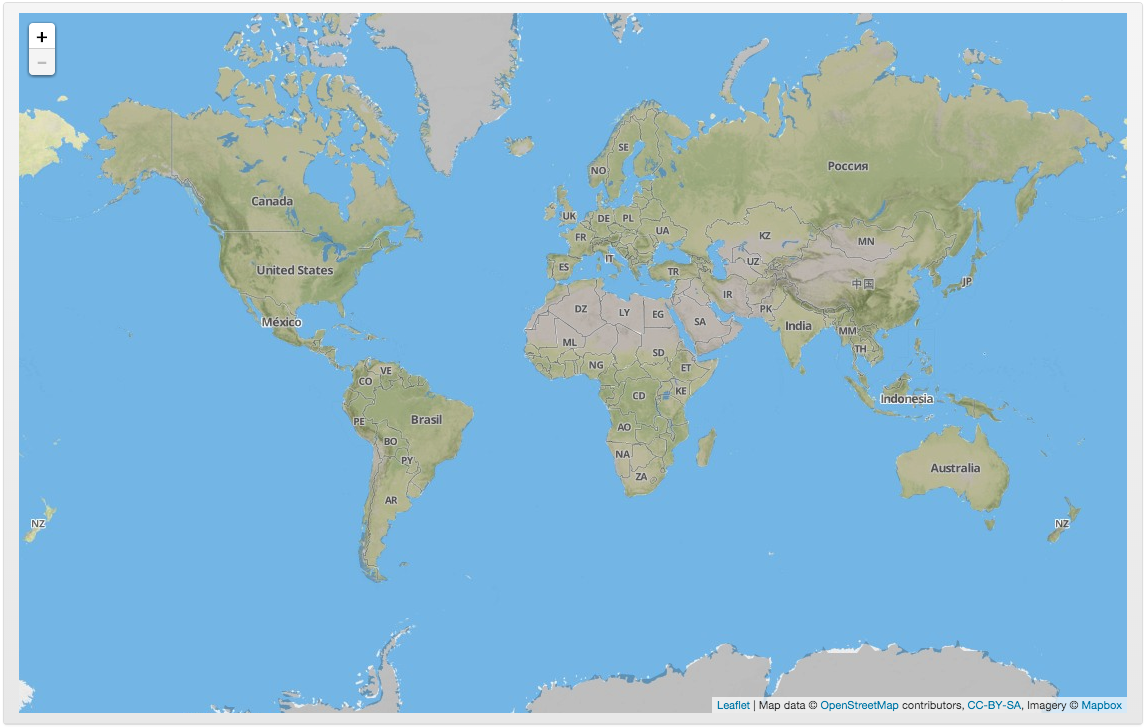 +
−
SE
NO
Россия
Canada
UK
DE
PL
FR
UA
KZ
MN
UZ
United States
ES
IT
TR
中国
JP
IR
DZ
LY
EG
SA
PK
México
India
MM
ML
SD
TH
NG
ET
VE
CO
KE
CD
Indonesia
PE
Brasil
AO
BO
NA
PY
Australia
ZA
AR
NZ
NZ
Leaflet | Map data © OpenStreetMap contributors, CC-BY-SA, Imagery © Mapbox